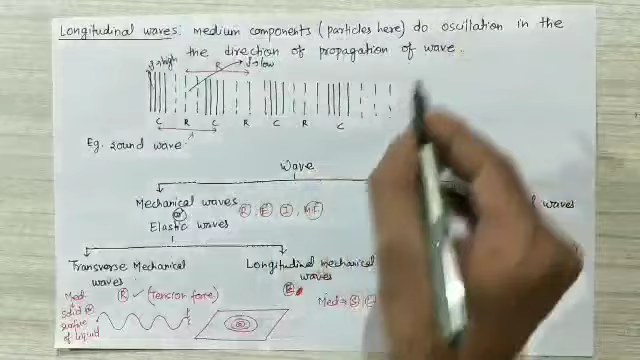 Longitudinal waves: medium components (particles here) do oscillation in the
the direction of propagation of wave.
ρ→high R ρ→low
C R C R C R C
λ
Eg. sound wave
Wave
Mechanical waves waves
or
Elastic waves
R, E, I, M.F.
Transverse Mechanical waves
R ✓ (Tension force)
Med
solid or
surface
of liquid
Longitudinal mechanical
waves
E
Med → S, L